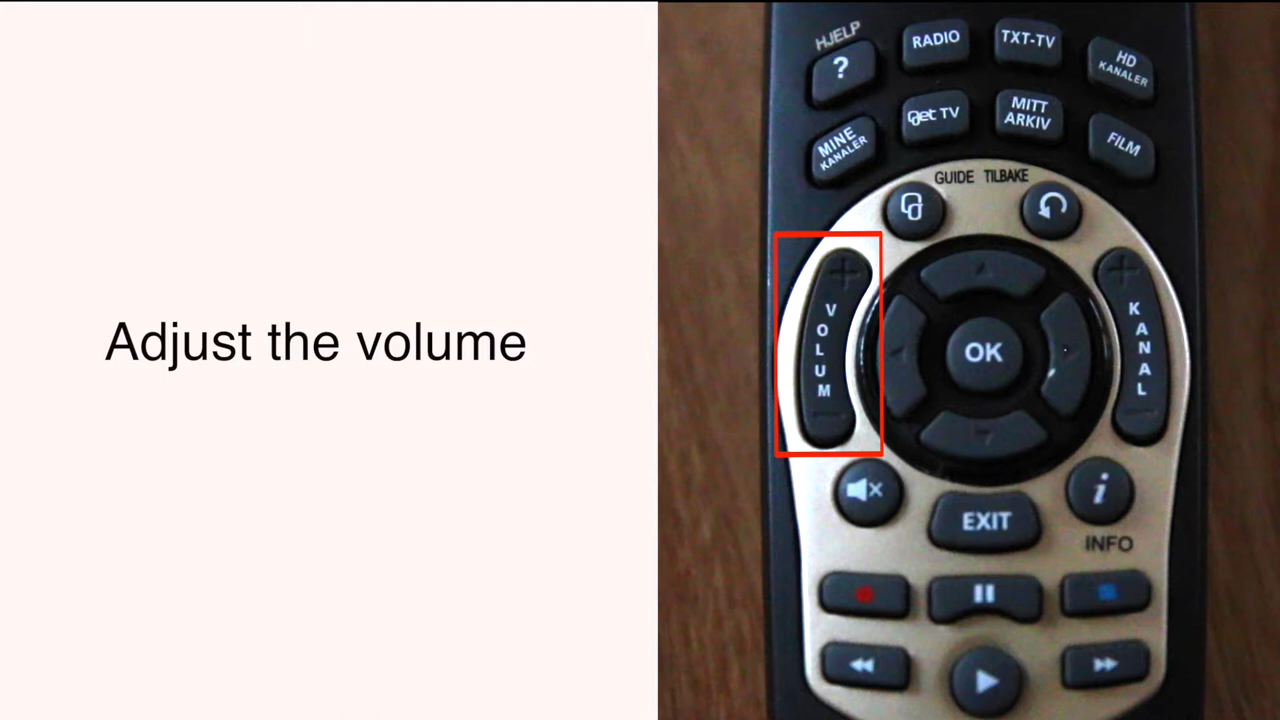 Adjust the volume
HJELP
?
RADIO
TXT-TV
HD
KANALER
MINE
KANALER
Get TV
MITT
ARKIV
FILM
GUIDE TILBAKE
VOLUM
OK
KANAL
i
EXIT
INFO